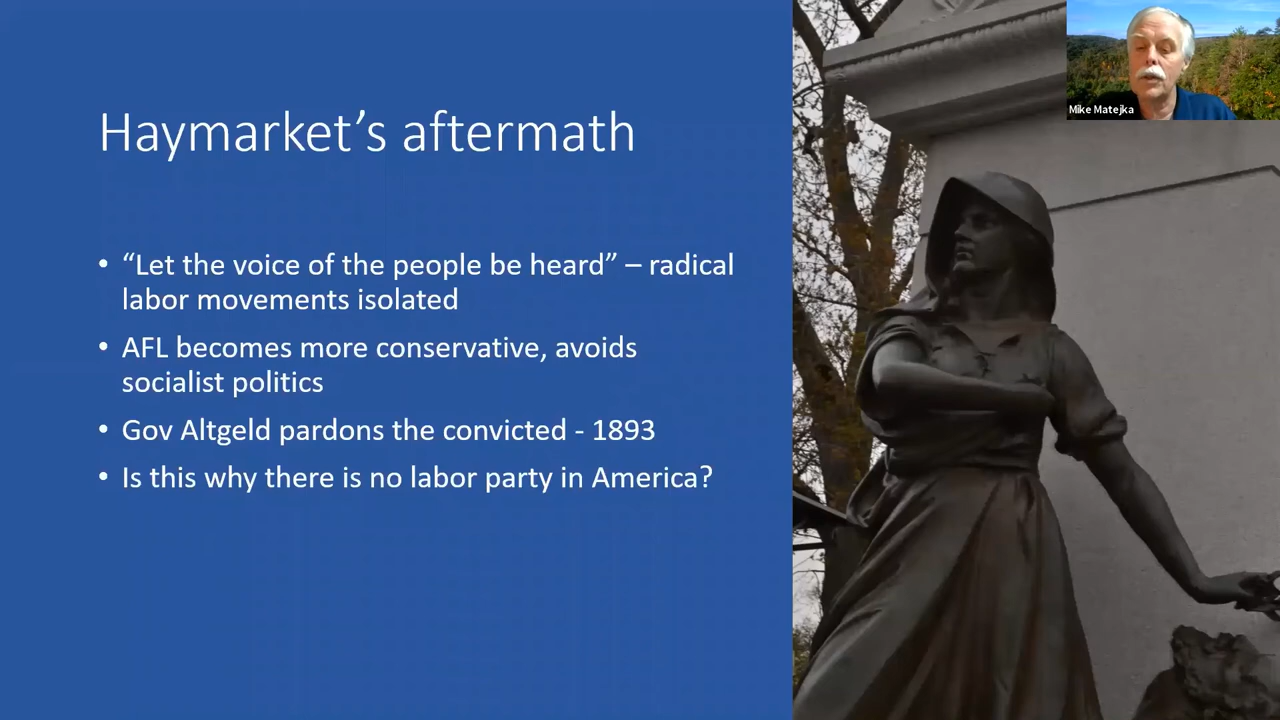 Mike Matejka
Haymarket’s aftermath
• “Let the voice of the people be heard” – radical
labor movements isolated
• AFL becomes more conservative, avoids
socialist politics
• Gov Altgeld pardons the convicted - 1893
• Is this why there is no labor party in America?